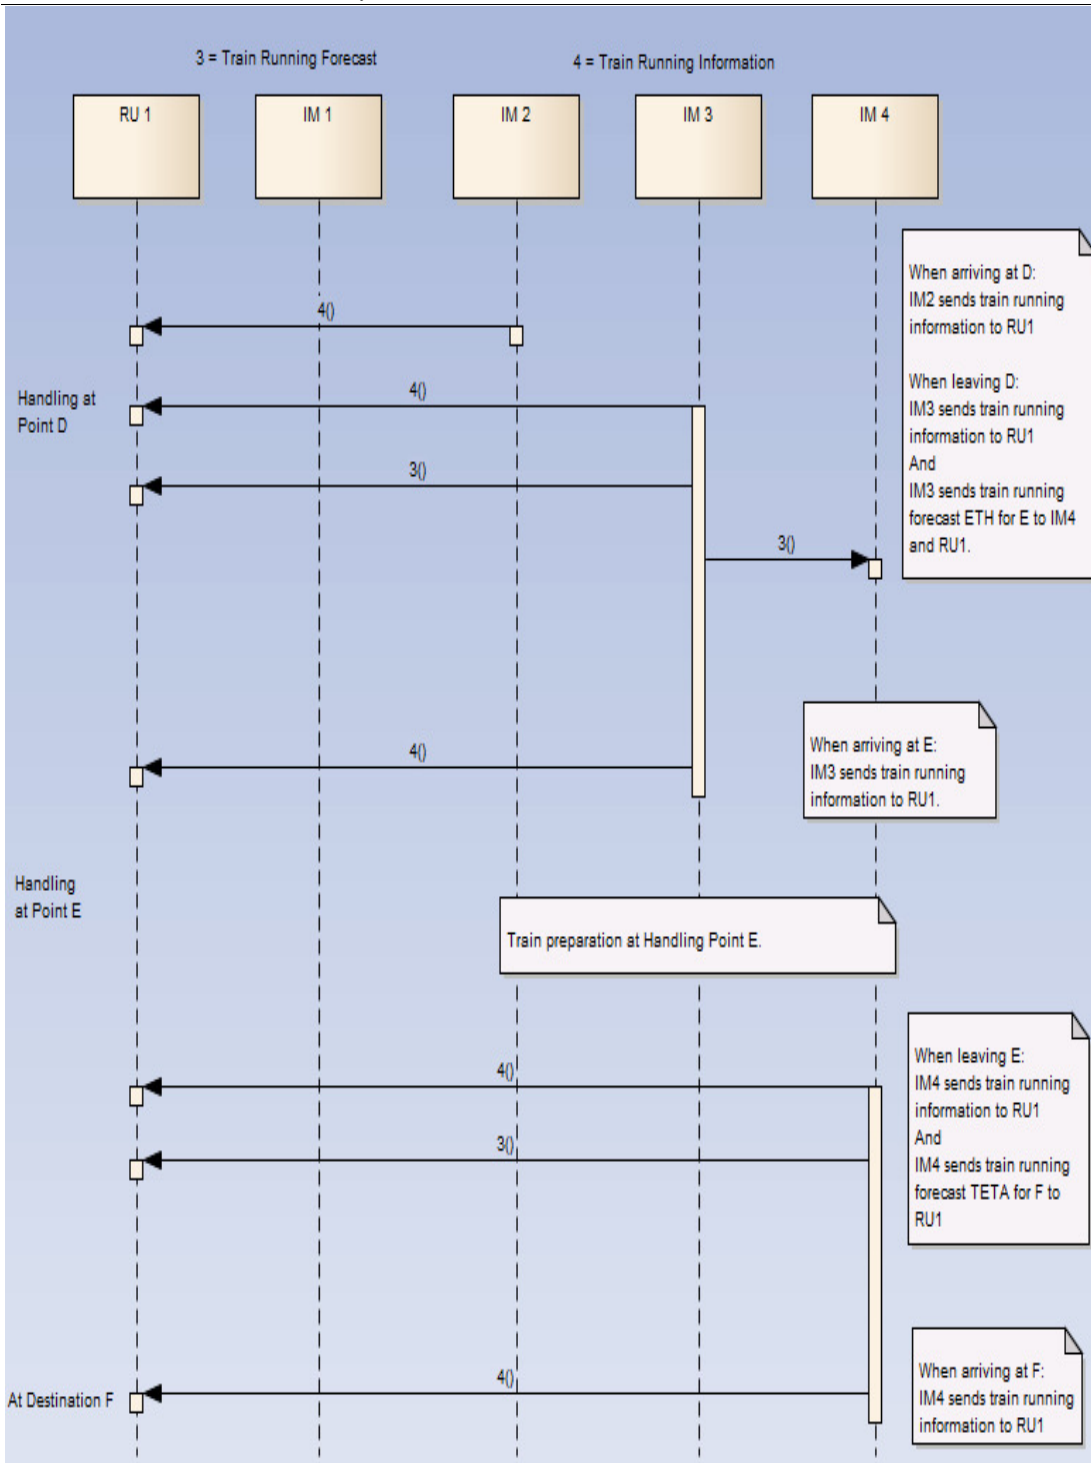 3 = Train Running Forecast
4 = Train Running Information
RU 1
IM 1
IM 2
IM 3
IM 4
When arriving at D:
IM2 sends train running
information to RU1
When leaving D:
IM3 sends train running
information to RU1
And
IM3 sends train running
forecast ETH for E to IM4
and RU1.
4()
Handling at
Point D
4()
3()
3()
When arriving at E:
IM3 sends train running
information to RU1.
4()
Handling
at Point E
Train preparation at Handling Point E.
When leaving E:
IM4 sends train running
information to RU1
And
IM4 sends train running
forecast TETA for F to
RU1
4()
3()
When arriving at F:
IM4 sends train running
information to RU1
4()
At Destination F